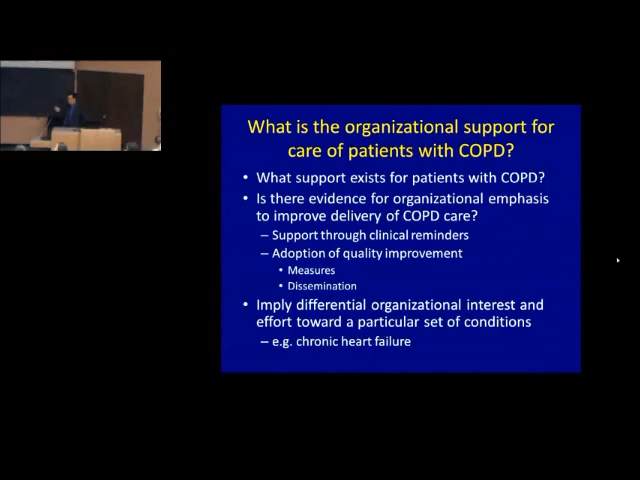 What is the organizational support for
care of patients with COPD?
• What support exists for patients with COPD?
• Is there evidence for organizational emphasis
to improve delivery of COPD care?
– Support through clinical reminders
– Adoption of quality improvement
• Measures
• Dissemination
• Imply differential organizational interest and
effort toward a particular set of conditions
– e.g. chronic heart failure